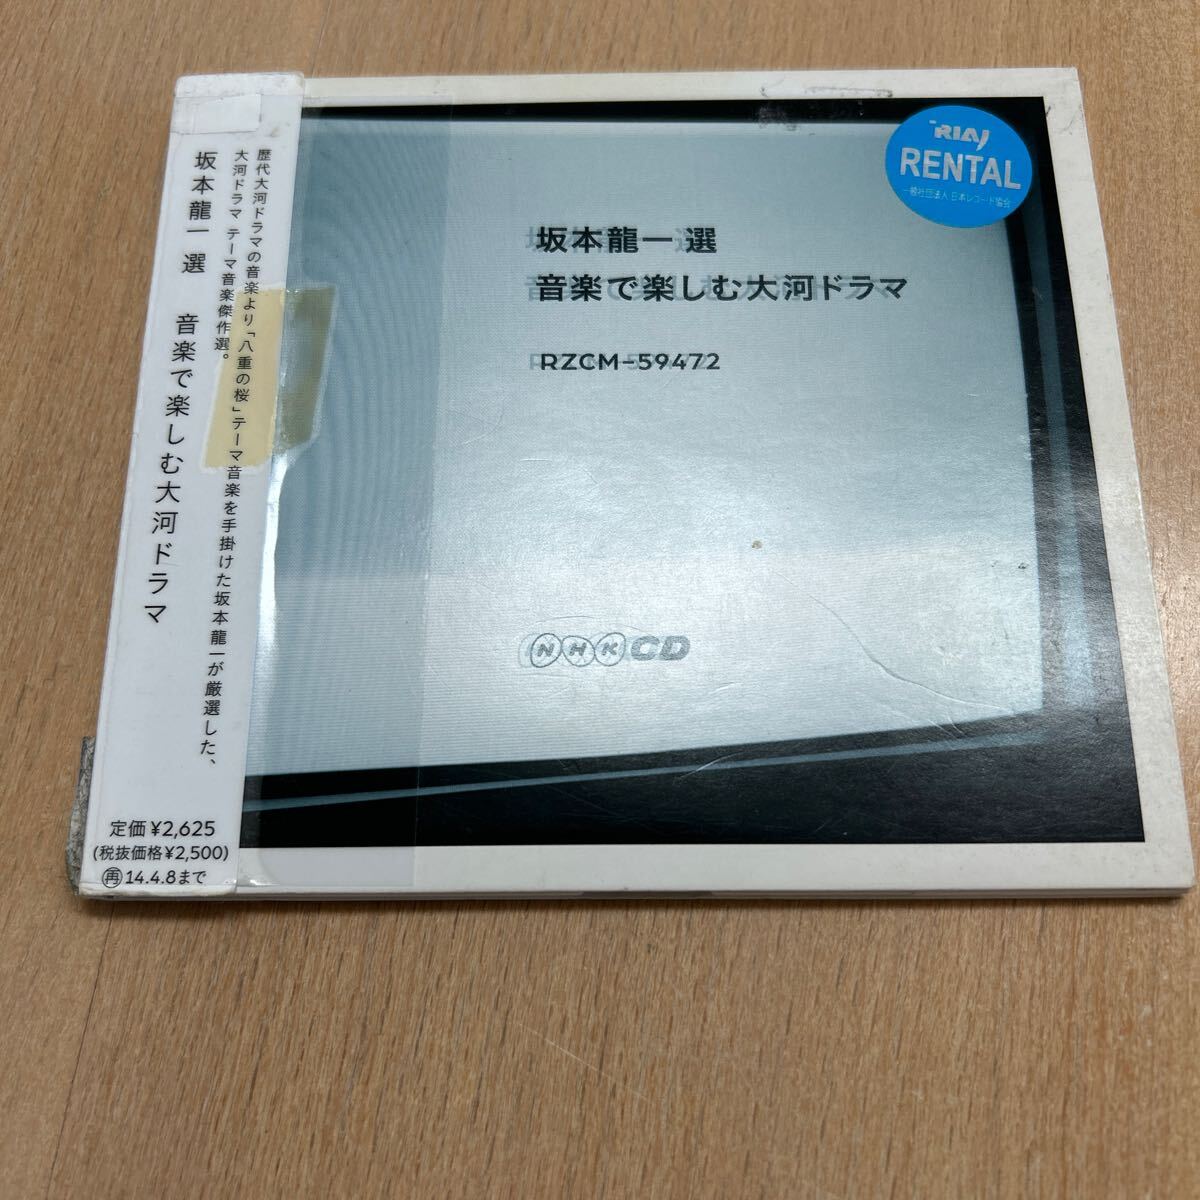 歴代大河ドラマの音楽より「八重の桜」テーマ音楽を手掛けた坂本龍一が厳選した、
大河ドラマ テーマ音楽傑作選。
坂本龍一 選 音楽で楽しむ大河ドラマ
定価¥2,625
(税抜価格¥2,500)
再14.4.8まで
RIAJ
RENTAL
一般社団法人 日本レコード協会
坂本龍一 選
音楽で楽しむ大河ドラマ
RZCM-59472
NHK CD